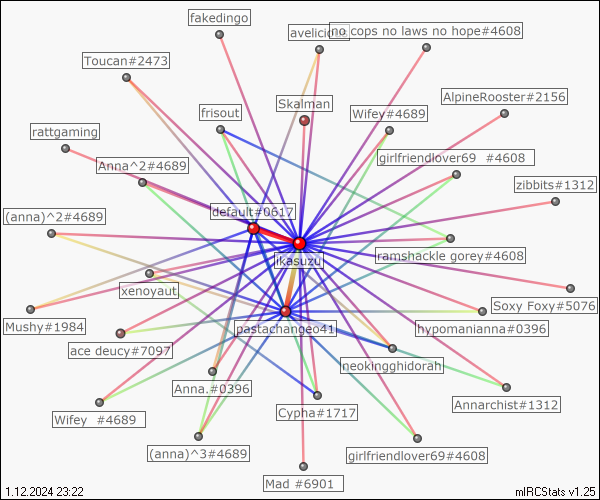 fakedingo
avelicious
no cops no laws no hope#4608
Toucan#2473
AlpineRooster#2156
Skalman
frisout
Wifey#4689
rattgaming
girlfriendlover69 #4608
Anna^2#4689
zibbits#1312
default#0617
(anna)^2#4689
ramshackle gorey#4608
ikasuzu
xenoyaut
Soxy Foxy#5076
Mushy#1984
pastachange041
hypomanianna#0396
ace deucy#7097
neokingghidorah
Anna.#0396
Annarchist#1312
Wifey #4689
Cypha#1717
(anna)^3#4689
girlfriendlover69#4608
Mad #6901
1.12.2024 23:22
mIRCStats v1.25